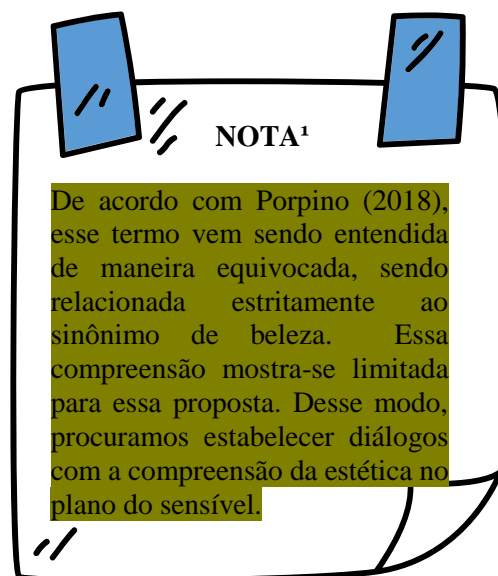 NOTA¹
De acordo com Porpino (2018),
esse termo vem sendo entendida
de maneira equivocada, sendo
relacionada estritamente ao
sinônimo de beleza. Essa
compreensão mostra-se limitada
para essa proposta. Desse modo,
procuramos estabelecer diálogos
com a compreensão da estética no
plano do sensível.